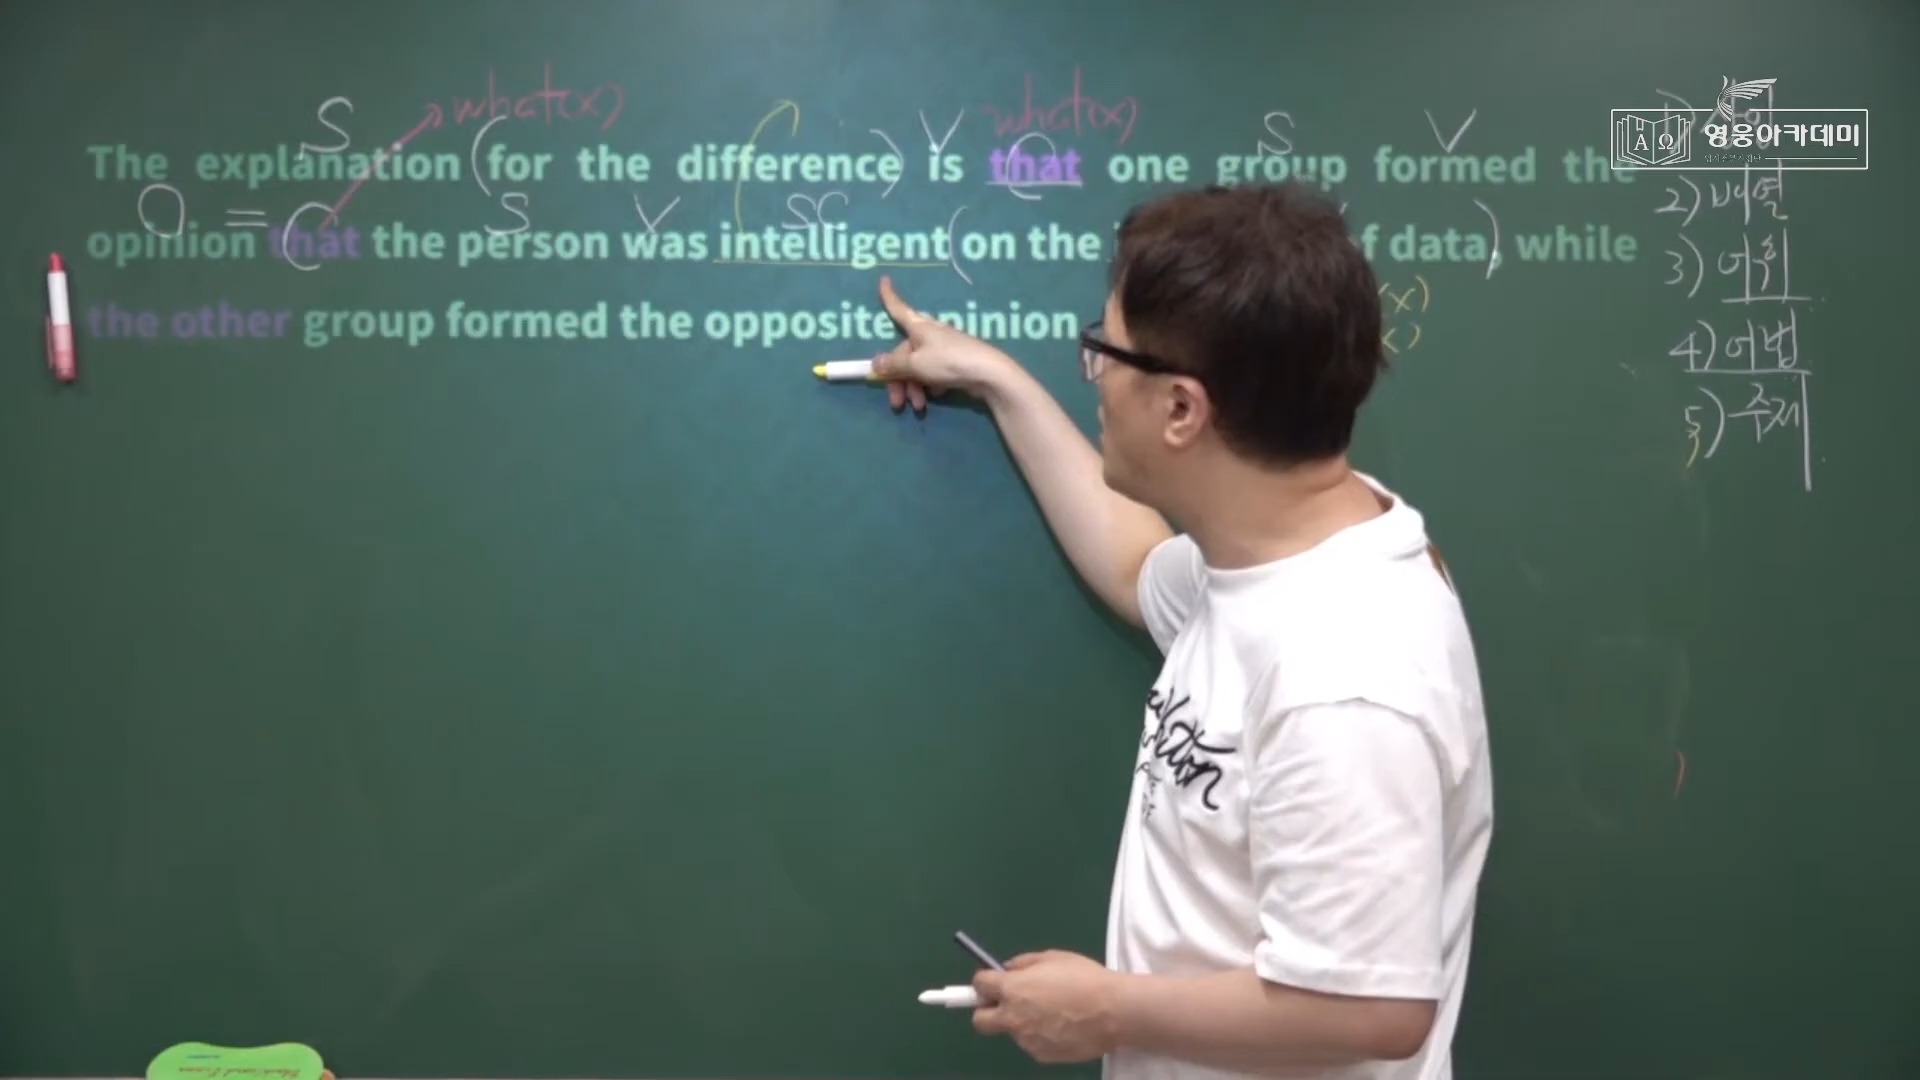 what(x) what(x)
S V S V
The explanation (for the difference) is that one group formed the
O = C S V SC
opinion that the person was intelligent (on the f data), while
the other group formed the opposite opinion
(x)
영웅아카데미
2) 배열
3) 어휘
4) 어법
5) 주제